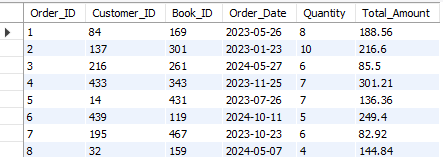 Order_ID Customer_ID Book_ID Order_Date Quantity Total_Amount
1 84 169 2023-05-26 8 188.56
2 137 301 2023-01-23 10 216.6
3 216 261 2024-05-27 6 85.5
4 433 343 2023-11-25 7 301.21
5 14 431 2023-07-26 7 136.36
6 439 119 2024-10-11 5 249.4
7 195 467 2023-10-23 6 82.92
8 32 159 2024-05-07 4 144.84